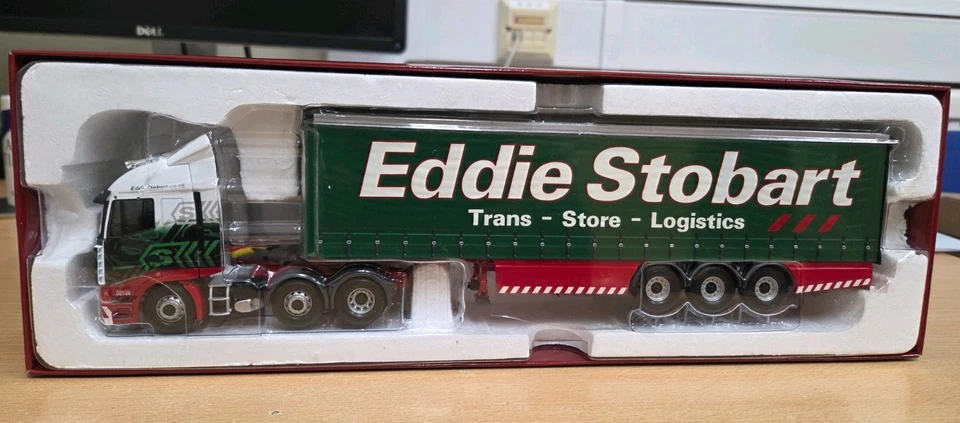 DELL
Eddie Stobart
Trans - Store - Logistics